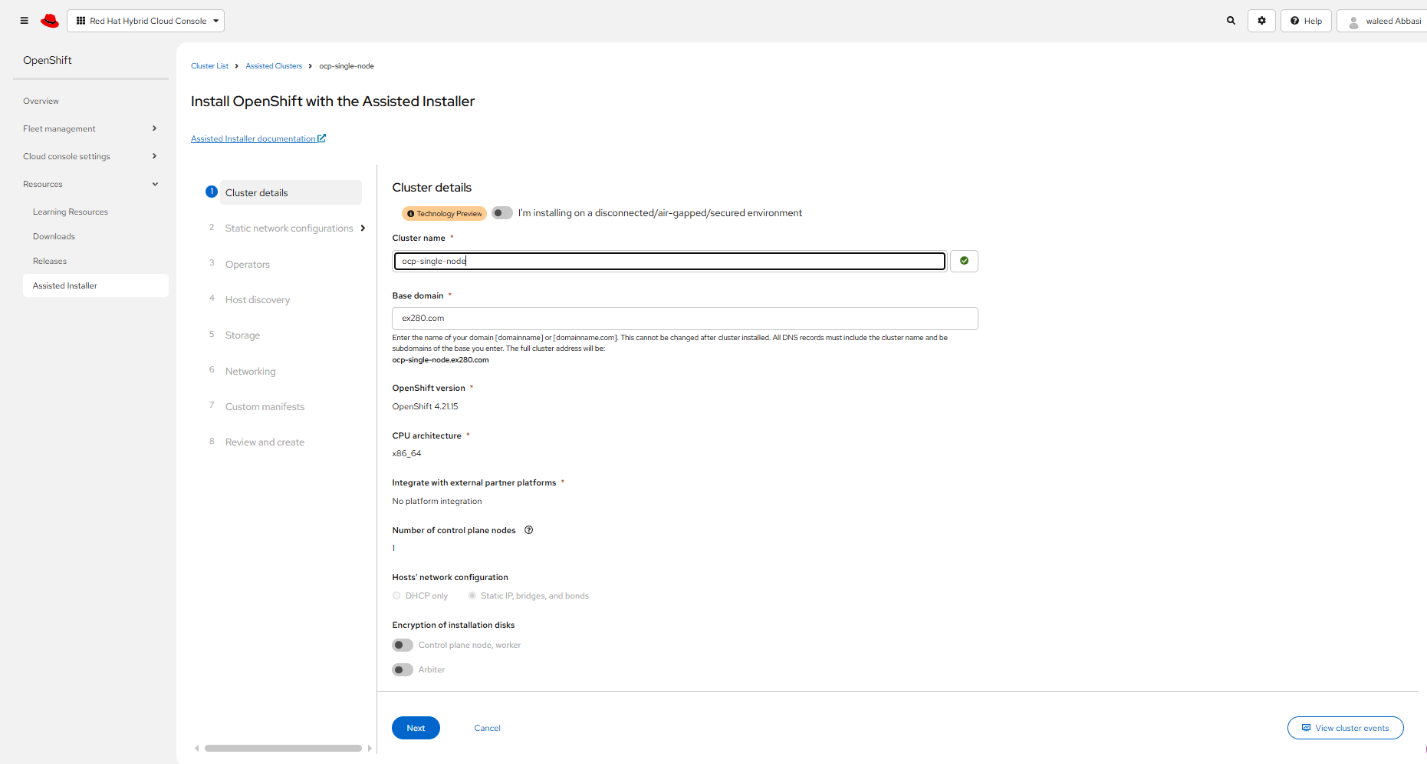 Red Hat Hybrid Cloud Console
Help
waleed Abbasi
OpenShift
Overview
Fleet management
Cloud console settings
Resources
Learning Resources
Downloads
Releases
Assisted Installer
Cluster List > Assisted Clusters > ocp-single-node
Install OpenShift with the Assisted Installer
Assisted Installer documentation
1 Cluster details
2 Static network configurations
3 Operators
4 Host discovery
5 Storage
6 Networking
7 Custom manifests
8 Review and create
Cluster details
Technology Preview I'm installing on a disconnected/air-gapped/secured environment
Cluster name *
ocp-single-node
Base domain *
ex280.com
Enter the name of your domain [domainname] or [domainname.com]. This cannot be changed after cluster installed. All DNS records must include the cluster name and be
subdomains of the base you enter. The full cluster address will be:
ocp-single-node.ex280.com
OpenShift version *
OpenShift 4.21.15
CPU architecture *
x86_64
Integrate with external partner platforms *
No platform integration
Number of control plane nodes
1
Hosts' network configuration
DHCP only Static IP, bridges, and bonds
Encryption of installation disks
Control plane node, worker
Arbiter
Next Cancel View cluster events